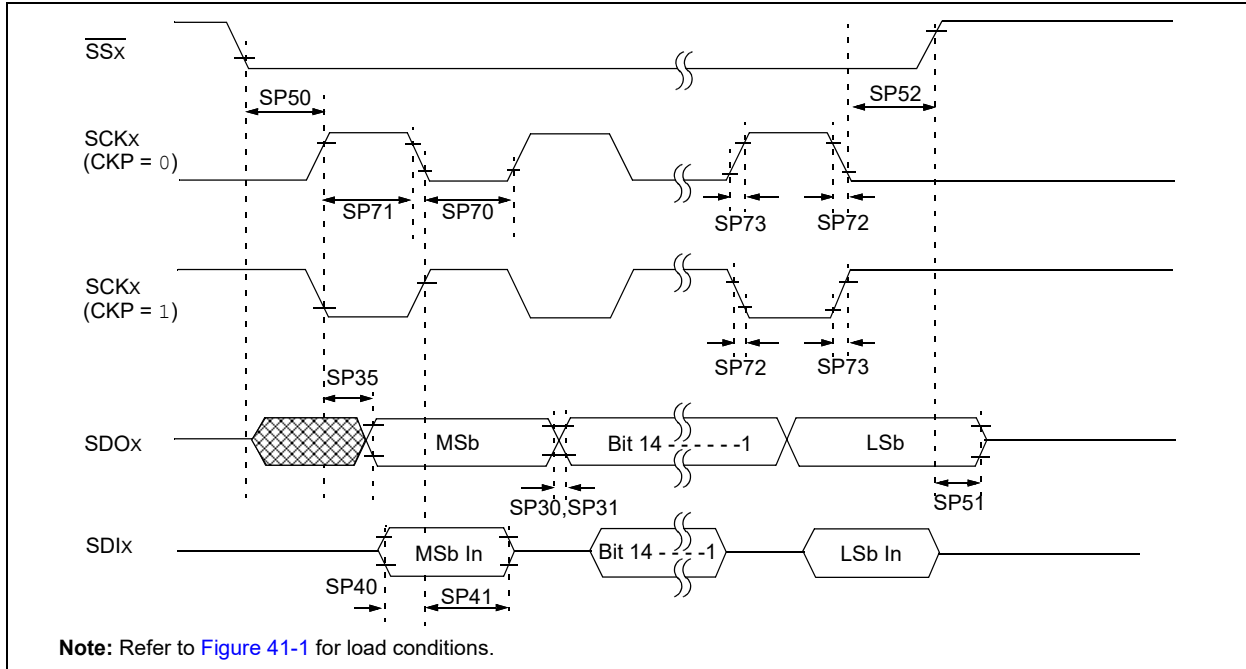 SSX
SP50
SP52
SCKX
(CKP = 0)
SP71
SP70
SP73
SP72
SCKX
(CKP = 1)
SP72
SP73
SP35
SDOX
MSb
Bit 14 - - - - - -1
LSb
SP30,SP31
SP51
SDIX
MSb In
Bit 14 - - - -1
LSb In
SP40
SP41
Note: Refer to Figure 41-1 for load conditions.